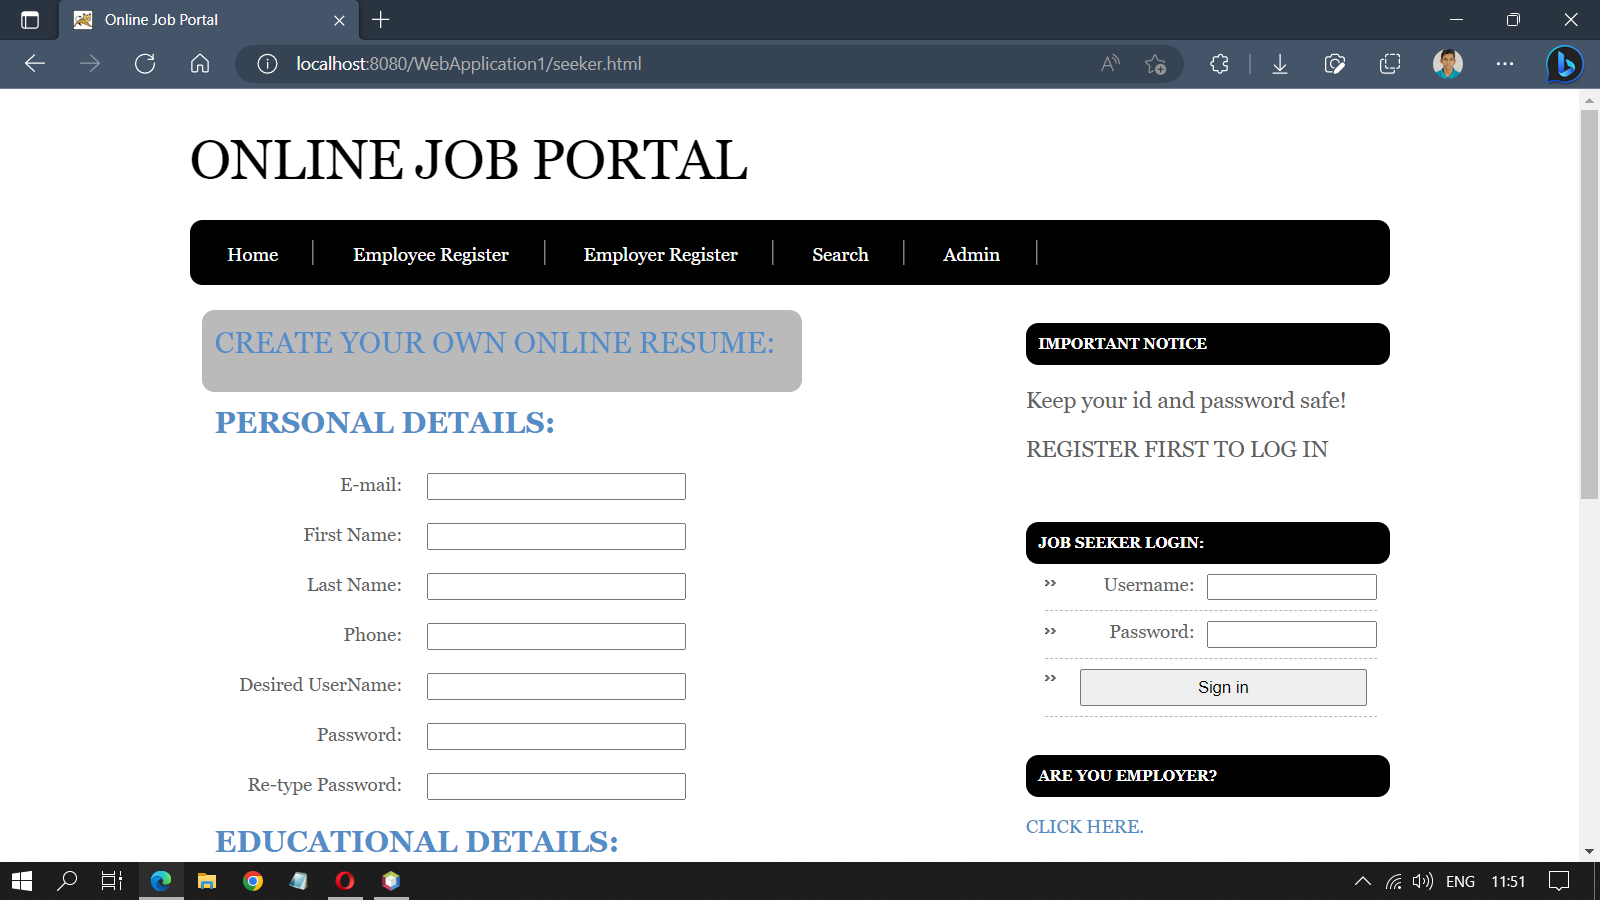 Online Job Portal
localhost:8080/WebApplication1/seeker.html
ONLINE JOB PORTAL
Home
Employee Register
Employer Register
Search
Admin
CREATE YOUR OWN ONLINE RESUME:
PERSONAL DETAILS:
E-mail:
First Name:
Last Name:
Phone:
Desired UserName:
Password:
Re-type Password:
EDUCATIONAL DETAILS:
IMPORTANT NOTICE
Keep your id and password safe!
REGISTER FIRST TO LOG IN
JOB SEEKER LOGIN:
>> Username:
>> Password:
>> Sign in
ARE YOU EMPLOYER?
CLICK HERE.
ENG 11:51